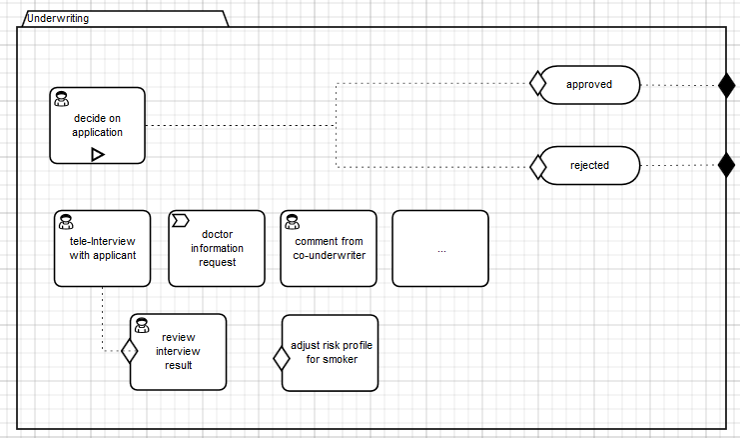 Underwriting
approved
decide on
application
rejected
tele-Interview
with applicant
doctor
information
request
comment from
co-underwriter
...
review
interview
result
adjust risk profile
for smoker